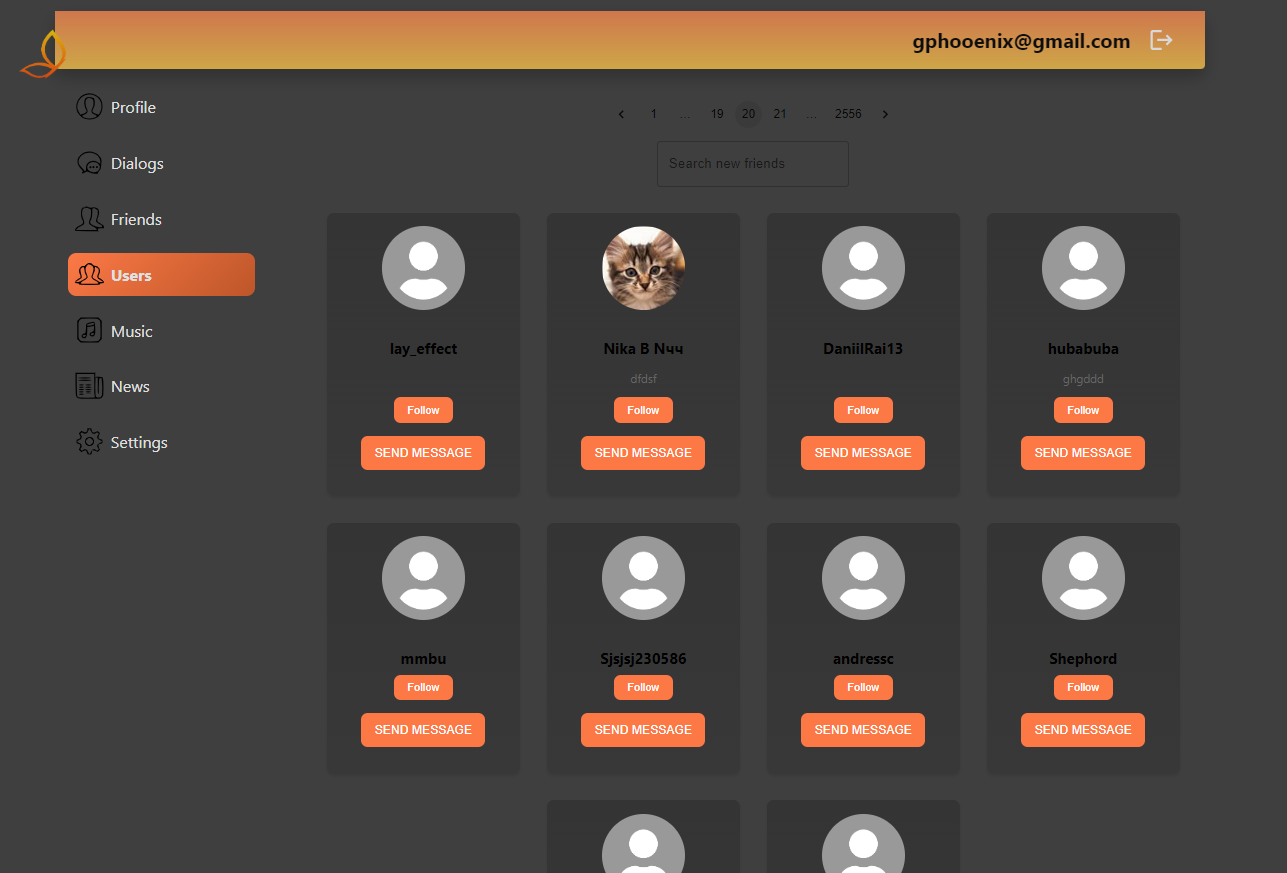 gphooenix@gmail.com
Profile
Dialogs
Friends
Users
Music
News
Settings
‹ 1 … 19 20 21 … 2556 ›
Search new friends
lay_effect
Follow
SEND MESSAGE
Nika B Nчч
dfdsf
Follow
SEND MESSAGE
DaniilRai13
Follow
SEND MESSAGE
hubabuba
ghgddd
Follow
SEND MESSAGE
mmbu
Follow
SEND MESSAGE
Sjsjsj230586
Follow
SEND MESSAGE
andressc
Follow
SEND MESSAGE
Shephord
Follow
SEND MESSAGE